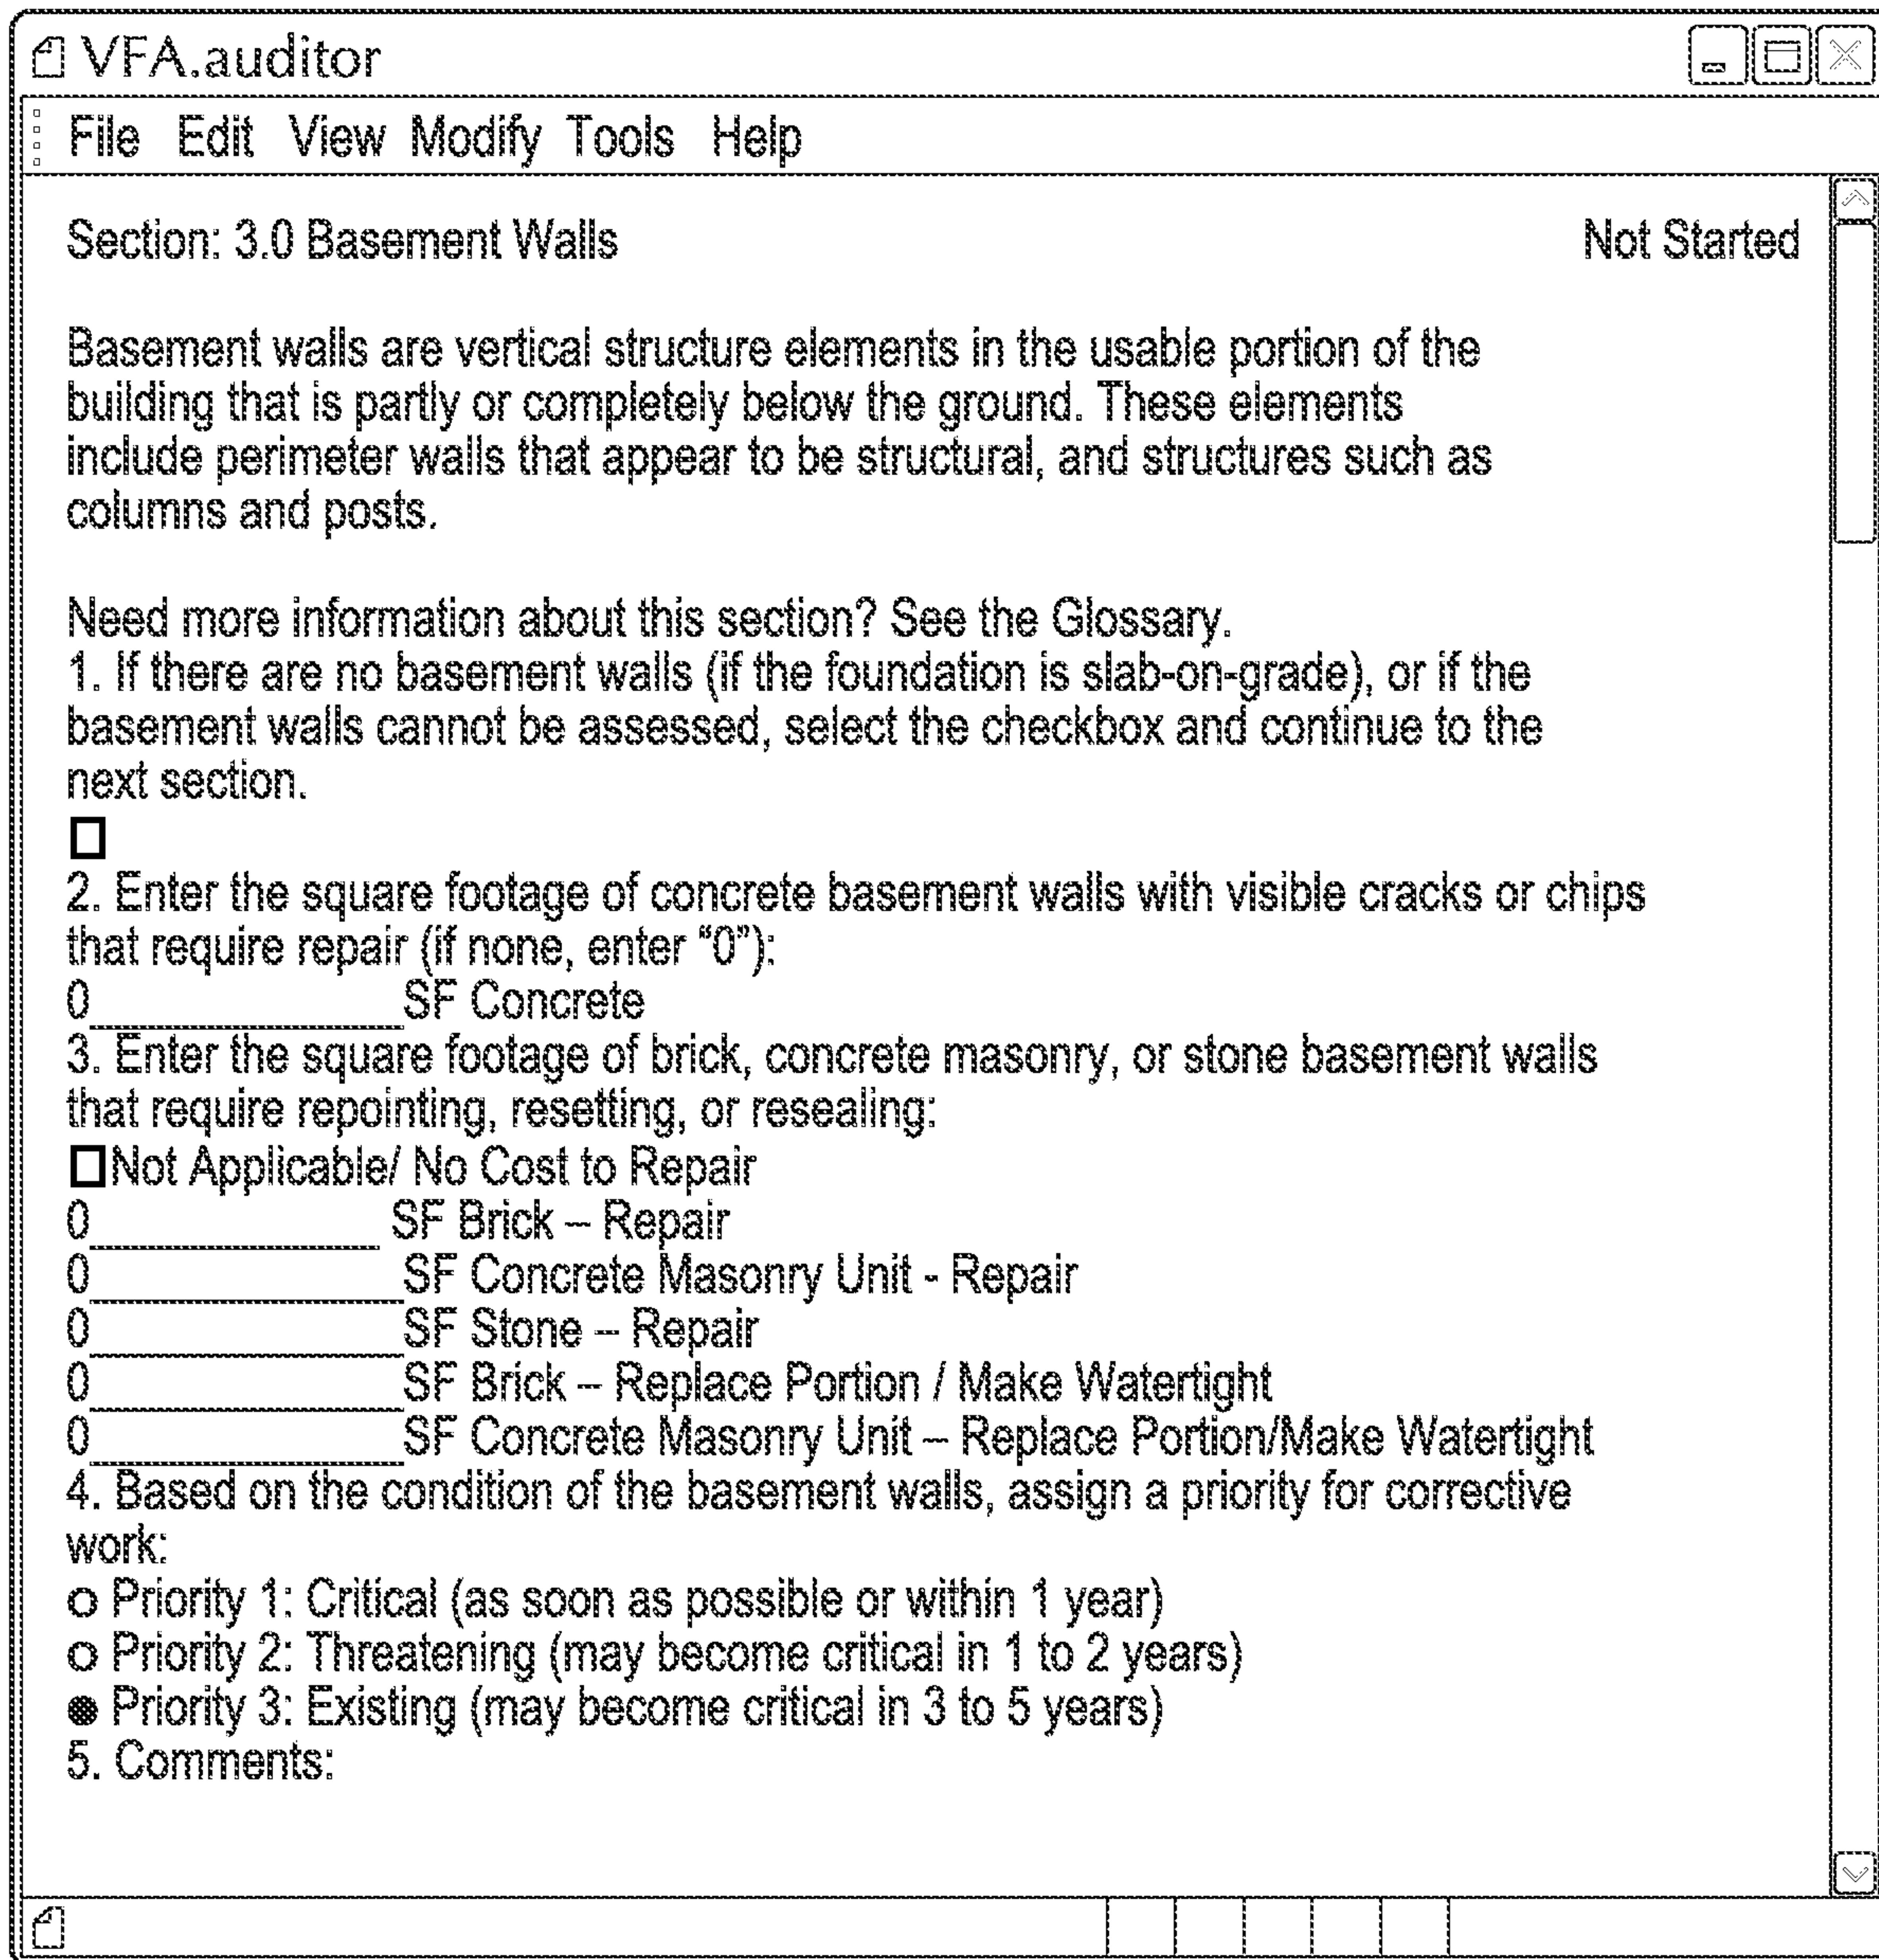 VFA.auditor
File Edit View Modify Tools Help
Section: 3.0 Basement Walls Not Started
Basement walls are vertical structure elements in the usable portion of the
building that is partly or completely below the ground. These elements
include perimeter walls that appear to be structural, and structures such as
columns and posts.
Need more information about this section? See the Glossary.
1. If there are no basement walls (if the foundation is slab-on-grade), or if the
basement walls cannot be assessed, select the checkbox and continue to the
next section.
2. Enter the square footage of concrete basement walls with visible cracks or chips
that require repair (if none, enter “0”):
0______________SF Concrete
3. Enter the square footage of brick, concrete masonry, or stone basement walls
that require repointing, resetting, or resealing:
Not Applicable/ No Cost to Repair
0_____________ SF Brick – Repair
0______________SF Concrete Masonry Unit - Repair
0______________SF Stone – Repair
0______________SF Brick – Replace Portion / Make Watertight
0______________SF Concrete Masonry Unit – Replace Portion/Make Watertight
4. Based on the condition of the basement walls, assign a priority for corrective
work:
Priority 1: Critical (as soon as possible or within 1 year)
Priority 2: Threatening (may become critical in 1 to 2 years)
Priority 3: Existing (may become critical in 3 to 5 years)
5. Comments: